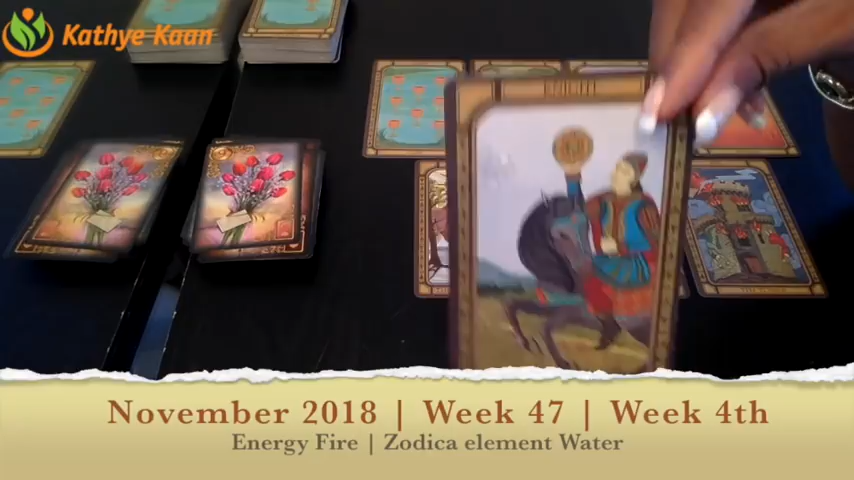 Kathye Kaan
November 2018 | Week 47 | Week 4th
Energy Fire | Zodica element Water